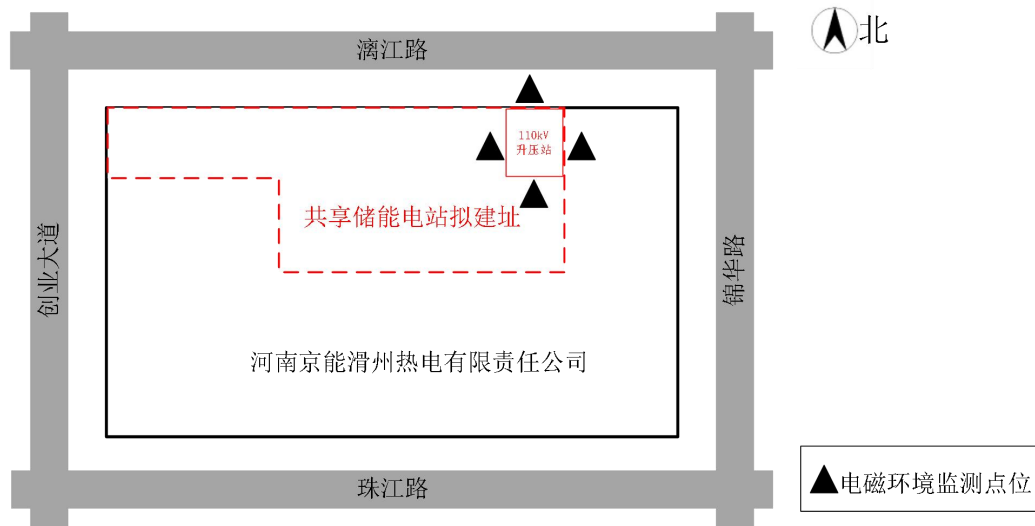 漓江路
北
110kV
升压站
共享储能电站拟建址
创业大道
锦华路
河南京能滑州热电有限责任公司
电磁环境监测点位
珠江路